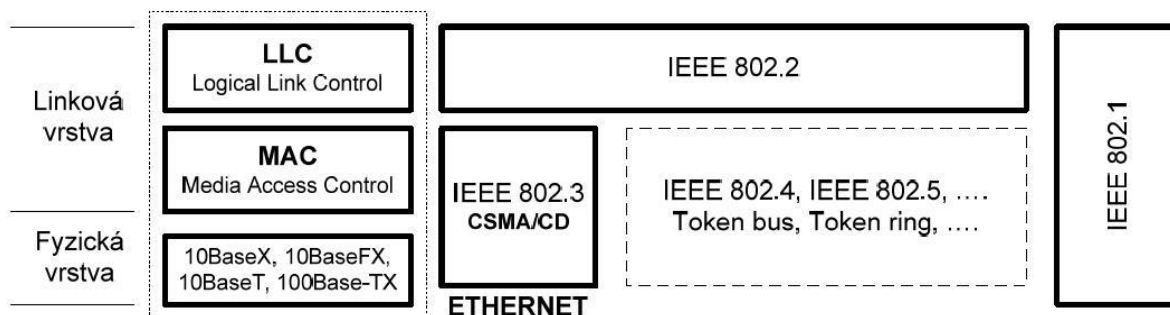 Linková
vrstva
Fyzická
vrstva
LLC
Logical Link Control
MAC
Media Access Control
10BaseX, 10BaseFX,
10BaseT, 100Base-TX
IEEE 802.2
IEEE 802.3
CSMA/CD
ETHERNET
IEEE 802.4, IEEE 802.5, ....
Token bus, Token ring, ....
IEEE 802.1